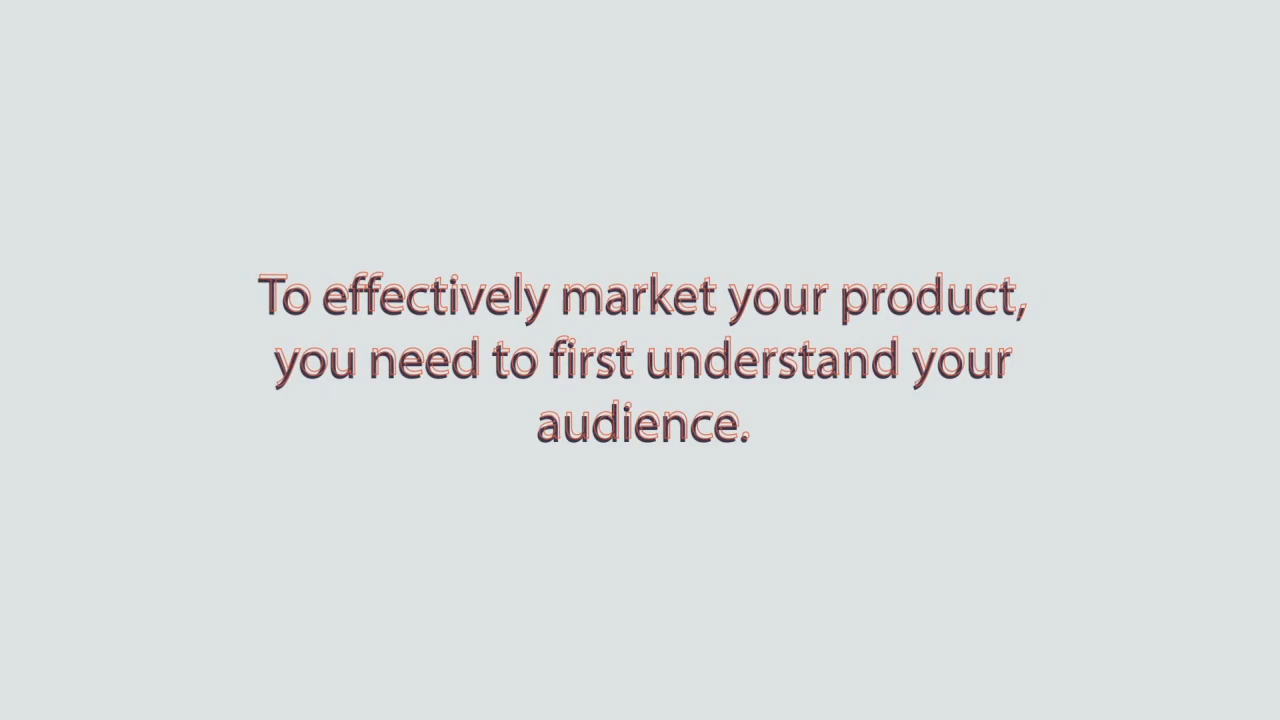 To effectively market your product,
you need to first understand your
audience.